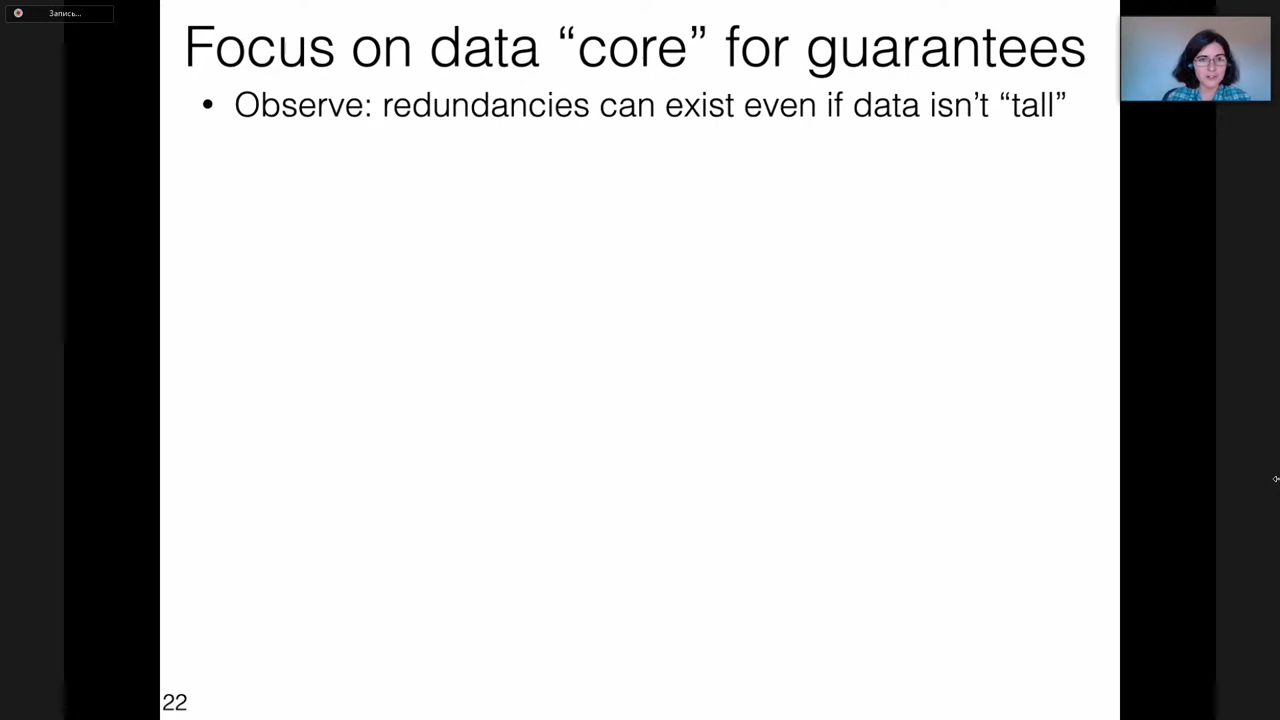 Запись...
Focus on data “core” for guarantees
• Observe: redundancies can exist even if data isn’t “tall”
22